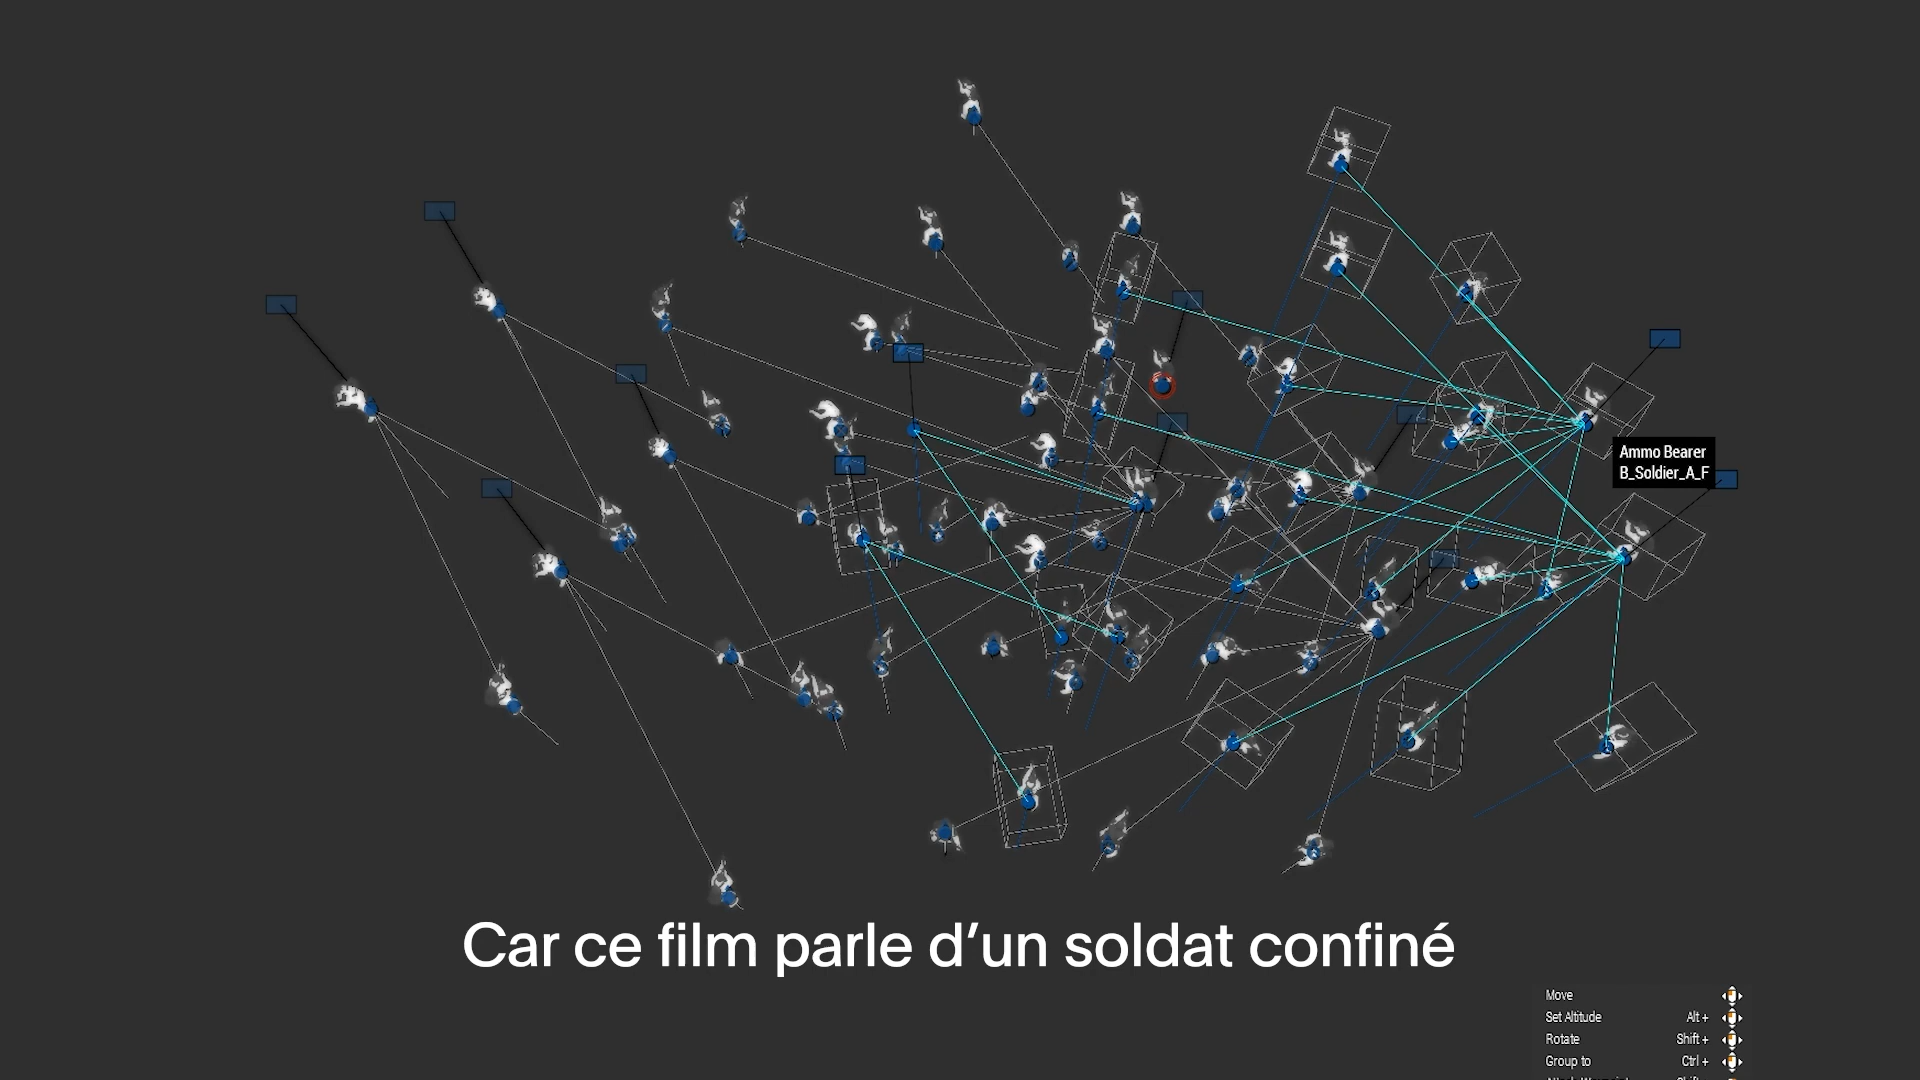 Ammo Bearer
B_Soldier_A_F
Car ce film parle d’un soldat confiné
Move
Set Altitude Alt +
Rotate Shift +
Group to Ctrl +